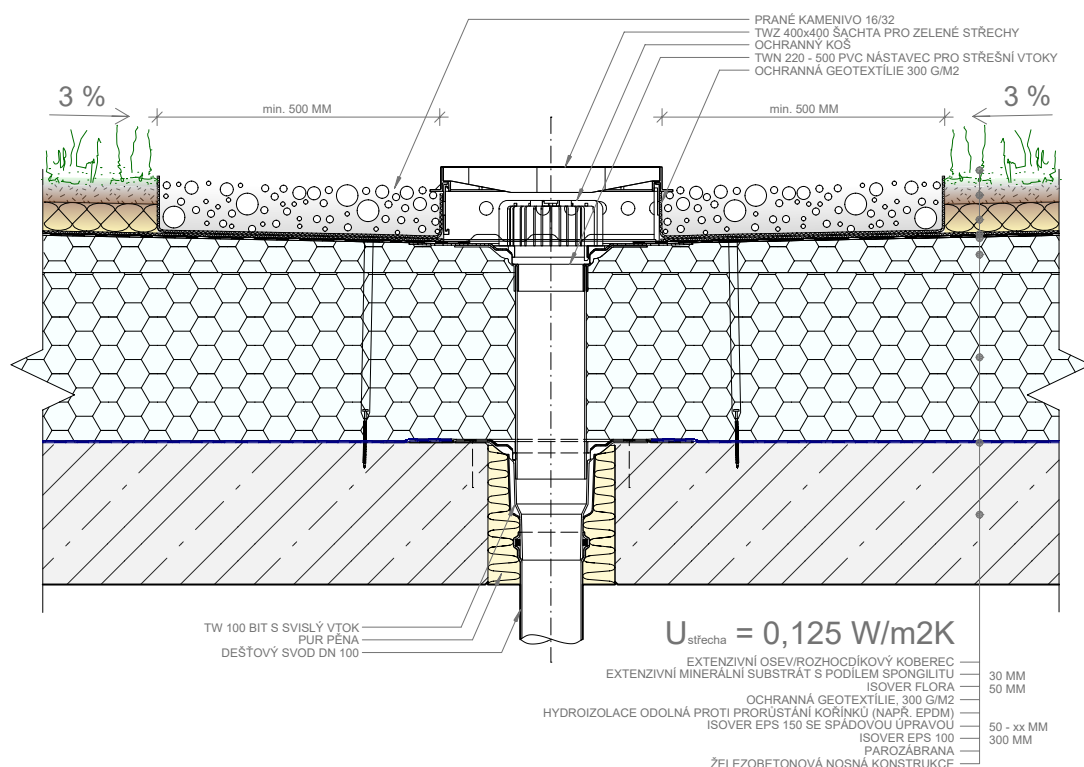 PRANÉ KAMENIVO 16/32
TWZ 400x400 ŠACHTA PRO ZELENÉ STŘECHY
OCHRANNÝ KOŠ
TWN 220 - 500 PVC NÁSTAVEC PRO STŘEŠNÍ VTOKY
OCHRANNÁ GEOTEXTÍLIE 300 G/M2
3 %
min. 500 MM
min. 500 MM
3 %
TW 100 BIT S SVISLÝ VTOK
PUR PĚNA
DEŠŤOVÝ SVOD DN 100
Ustřecha = 0,125 W/m2K
EXTENZIVNÍ OSEV/ROZHOCDÍKOVÝ KOBEREC
EXTENZIVNÍ MINERÁLNÍ SUBSTRÁT S PODÍLEM SPONGILITU 30 MM
ISOVER FLORA 50 MM
OCHRANNÁ GEOTEXTÍLIE, 300 G/M2
HYDROIZOLACE ODOLNÁ PROTI PRORŮSTÁNÍ KOŘÍNKŮ (NAPŘ. EPDM)
ISOVER EPS 150 SE SPÁDOVOU ÚPRAVOU 50 - xx MM
ISOVER EPS 100 300 MM
PAROZÁBRANA
ŽELEZOBETONOVÁ NOSNÁ KONSTRUKCE